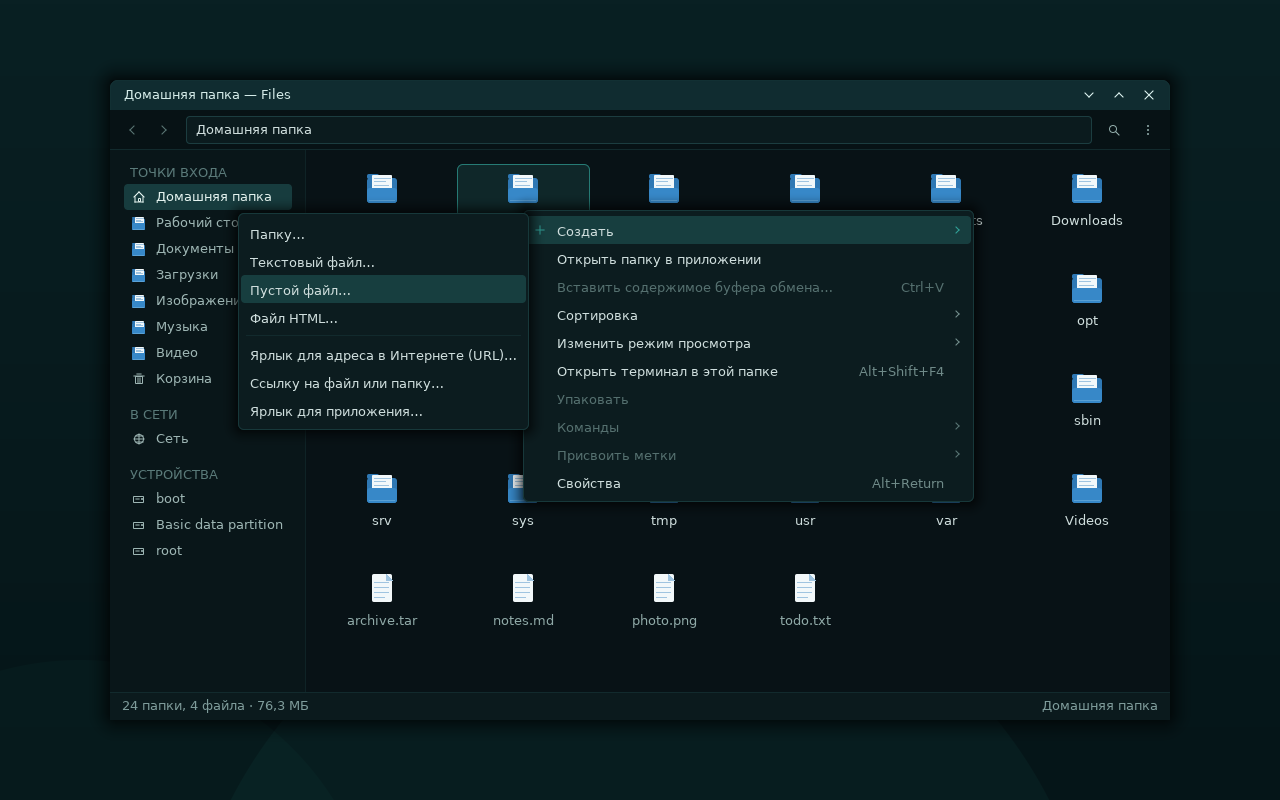 Домашняя папка — Files
Домашняя папка
ТОЧКИ ВХОДА
Домашняя папка
Документы
Загрузки
Музыка
Видео
Корзина
В СЕТИ
Сеть
УСТРОЙСТВА
boot
Basic data partition
root
Папку...
Текстовый файл...
Пустой файл...
Файл HTML...
Ярлык для адреса в Интернете (URL)...
Ссылку на файл или папку...
Ярлык для приложения...
Создать
Открыть папку в приложении
Вставить содержимое буфера обмена... Ctrl+V
Сортировка
Изменить режим просмотра
Открыть терминал в этой папке Alt+Shift+F4
Упаковать
Команды
Присвоить метки
Свойства Alt+Return
Downloads
opt
sbin
srv sys tmp usr var Videos
archive.tar notes.md photo.png todo.txt
24 папки, 4 файла · 76,3 МБ
Домашняя папка